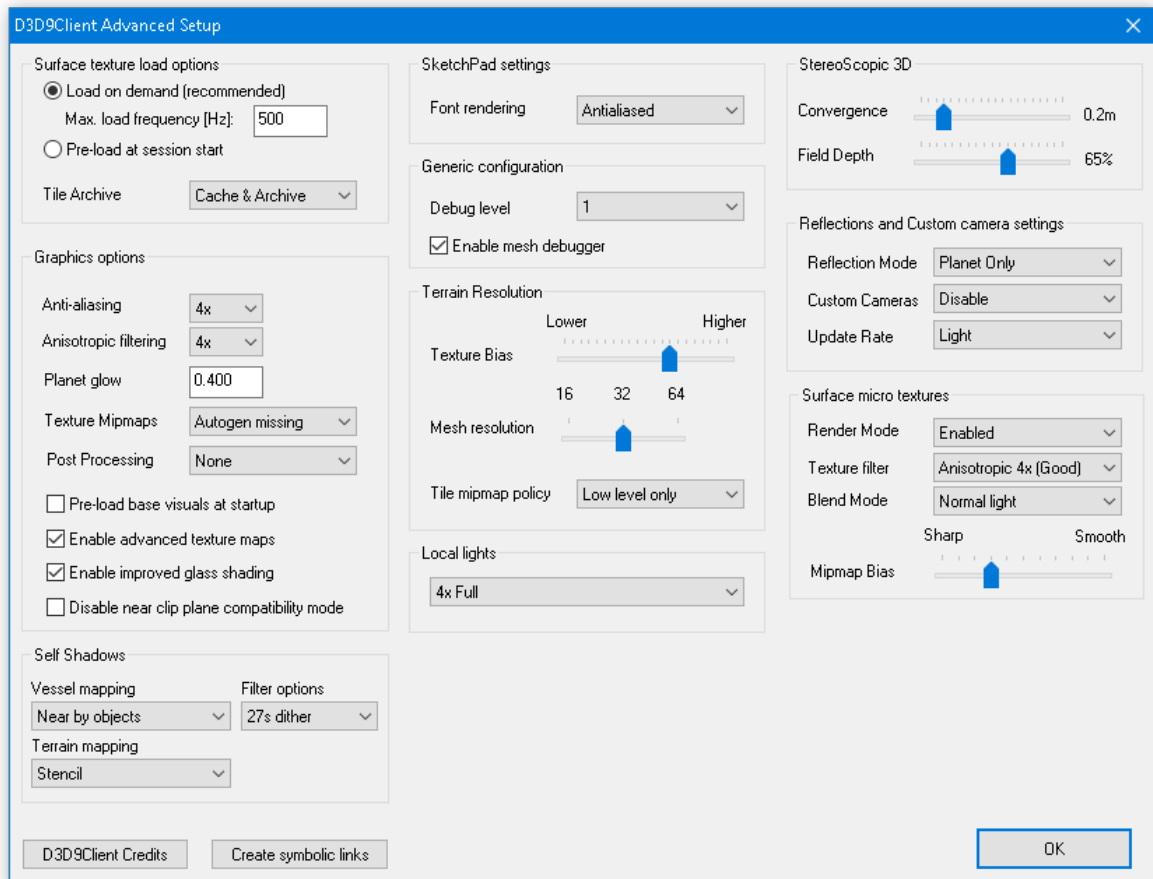 D3D9Client Advanced Setup
Surface texture load options
Load on demand (recommended)
Max. load frequency [Hz]: 500
Pre-load at session start
Tile Archive Cache & Archive
Graphics options
Anti-aliasing 4x
Anisotropic filtering 4x
Planet glow 0.400
Texture Mipmaps Autogen missing
Post Processing None
Pre-load base visuals at startup
Enable advanced texture maps
Enable improved glass shading
Disable near clip plane compatibility mode
Self Shadows
Vessel mapping Filter options
Near by objects 27s dither
Terrain mapping
Stencil
D3D9Client Credits Create symbolic links
SketchPad settings
Font rendering Antialiased
Generic configuration
Debug level 1
Enable mesh debugger
Terrain Resolution
Lower Higher
Texture Bias
16 32 64
Mesh resolution
Tile mipmap policy Low level only
Local lights
4x Full
StereoScopic 3D
Convergence 0.2m
Field Depth 65%
Reflections and Custom camera settings
Reflection Mode Planet Only
Custom Cameras Disable
Update Rate Light
Surface micro textures
Render Mode Enabled
Texture filter Anisotropic 4x (Good)
Blend Mode Normal light
Sharp Smooth
Mipmap Bias
OK